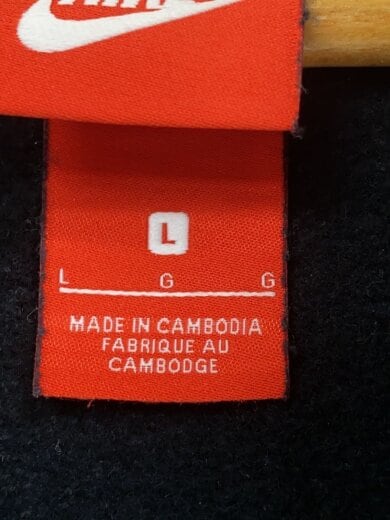 L
L G G
MADE IN CAMBODIA
FABRIQUE AU
CAMBODGE